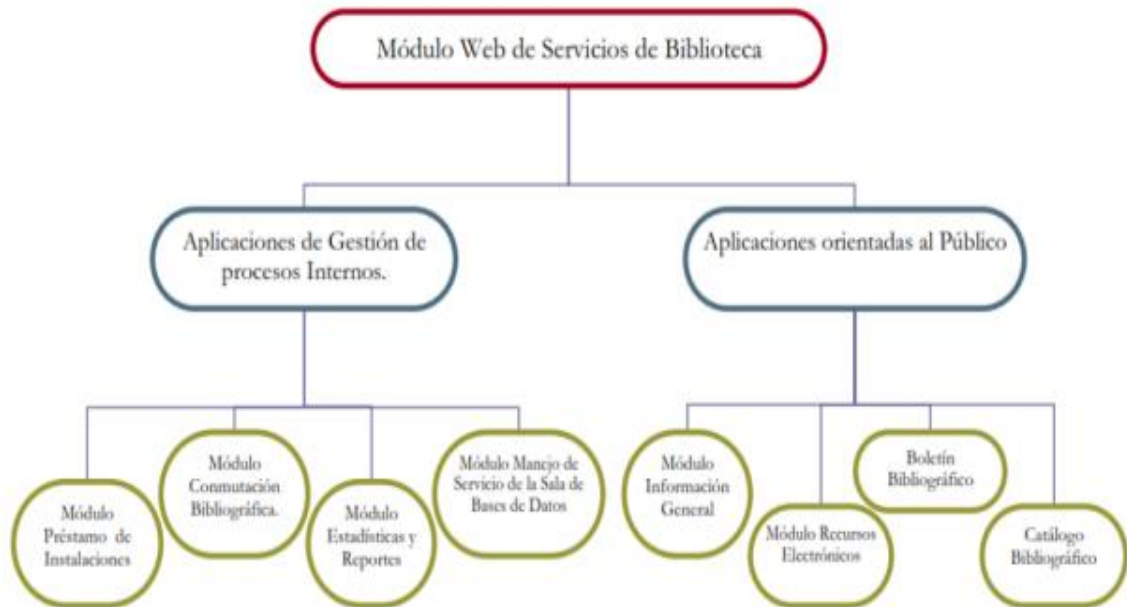 Módulo Web de Servicios de Biblioteca
Aplicaciones de Gestión de
procesos Internos.
Aplicaciones orientadas al Público
Módulo
Préstamo de
Instalaciones
Módulo
Conmutación
Bibliográfica.
Módulo
Estadísticas y
Reportes
Módulo Manejo de
Servicio de la Sala de
Bases de Datos
Módulo
Información
General
Módulo Recursos
Electrónicos
Boletín
Bibliográfico
Catálogo
Bibliográfico